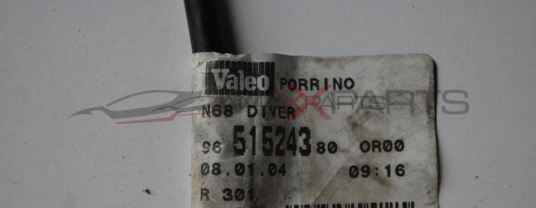 Valeo PORRINO
N68 DIVER
96 515243 80 OR00
08.01.04 09:16
R 301